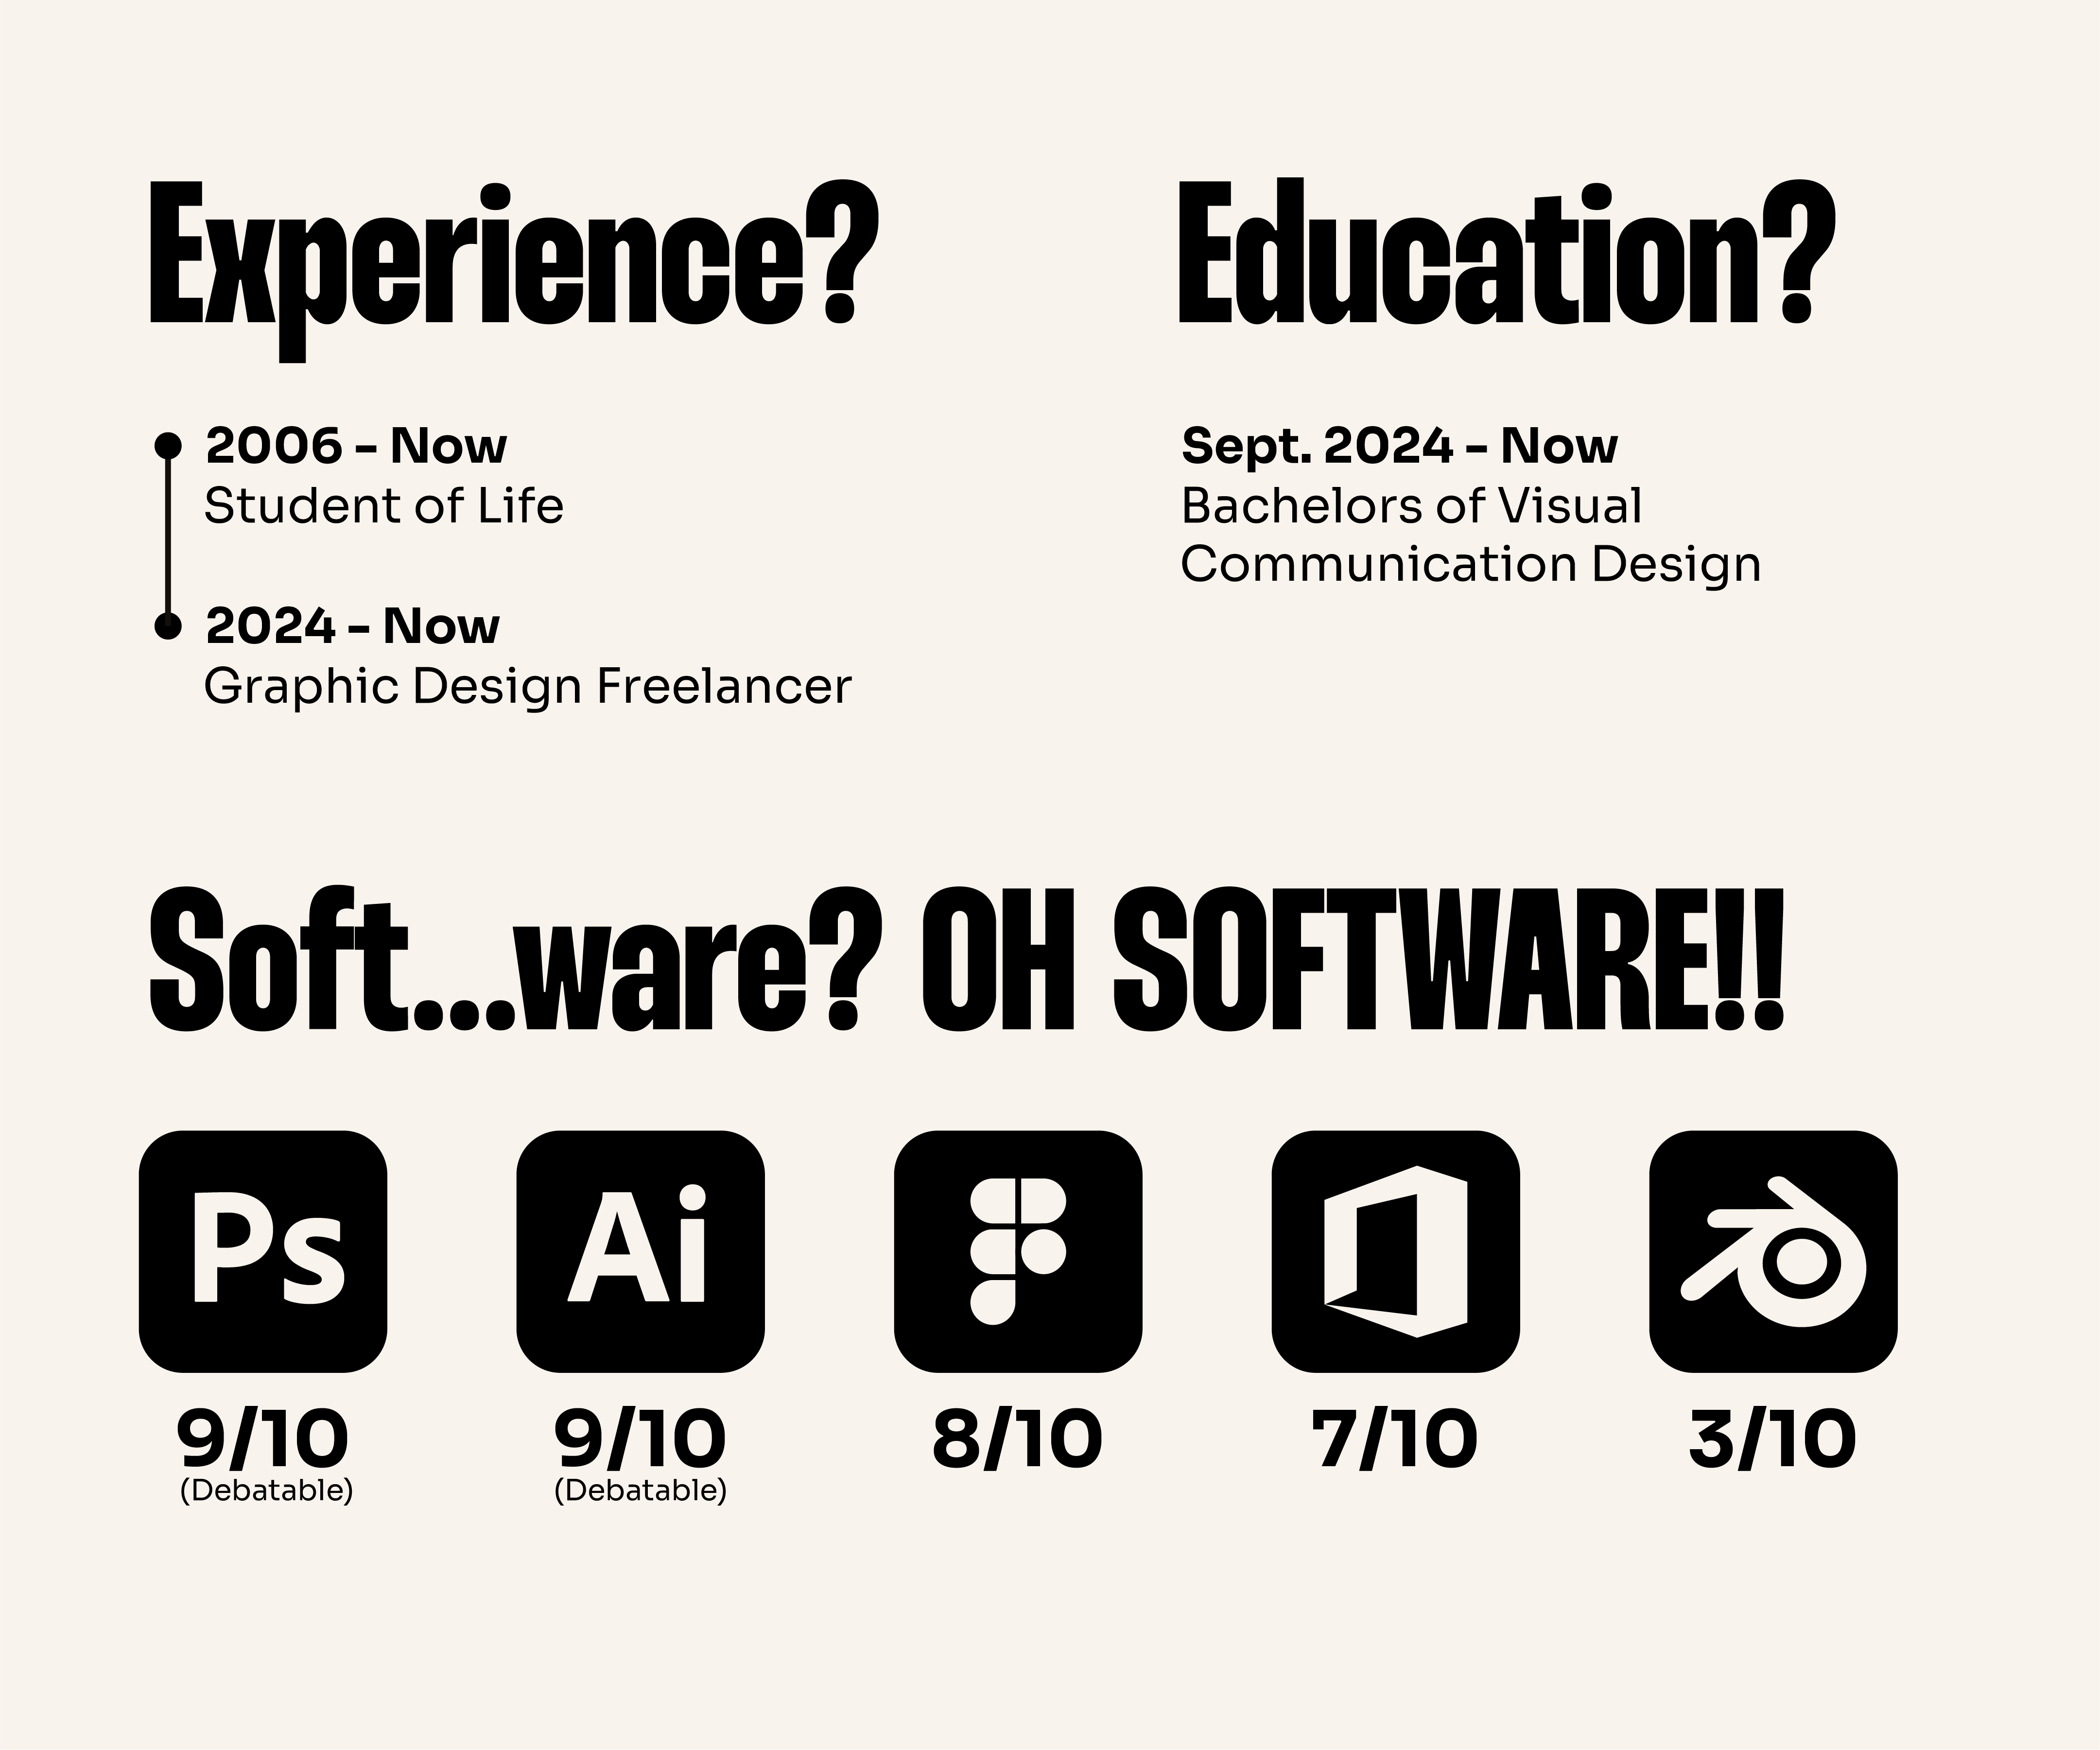 Experience?
2006 – Now
Student of Life
2024 – Now
Graphic Design Freelancer
Education?
Sept. 2024 – Now
Bachelors of Visual
Communication Design
Soft...ware? OH SOFTWARE!!
Ps
Ai
9/10
(Debatable)
9/10
(Debatable)
8/10
7/10
3/10